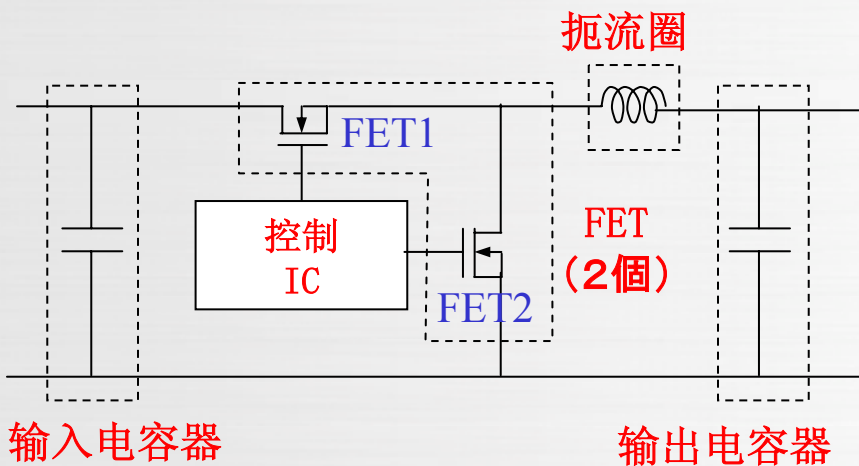 扼流圈
FET1
控制
IC
FET
(2個)
FET2
输入电容器
输出电容器